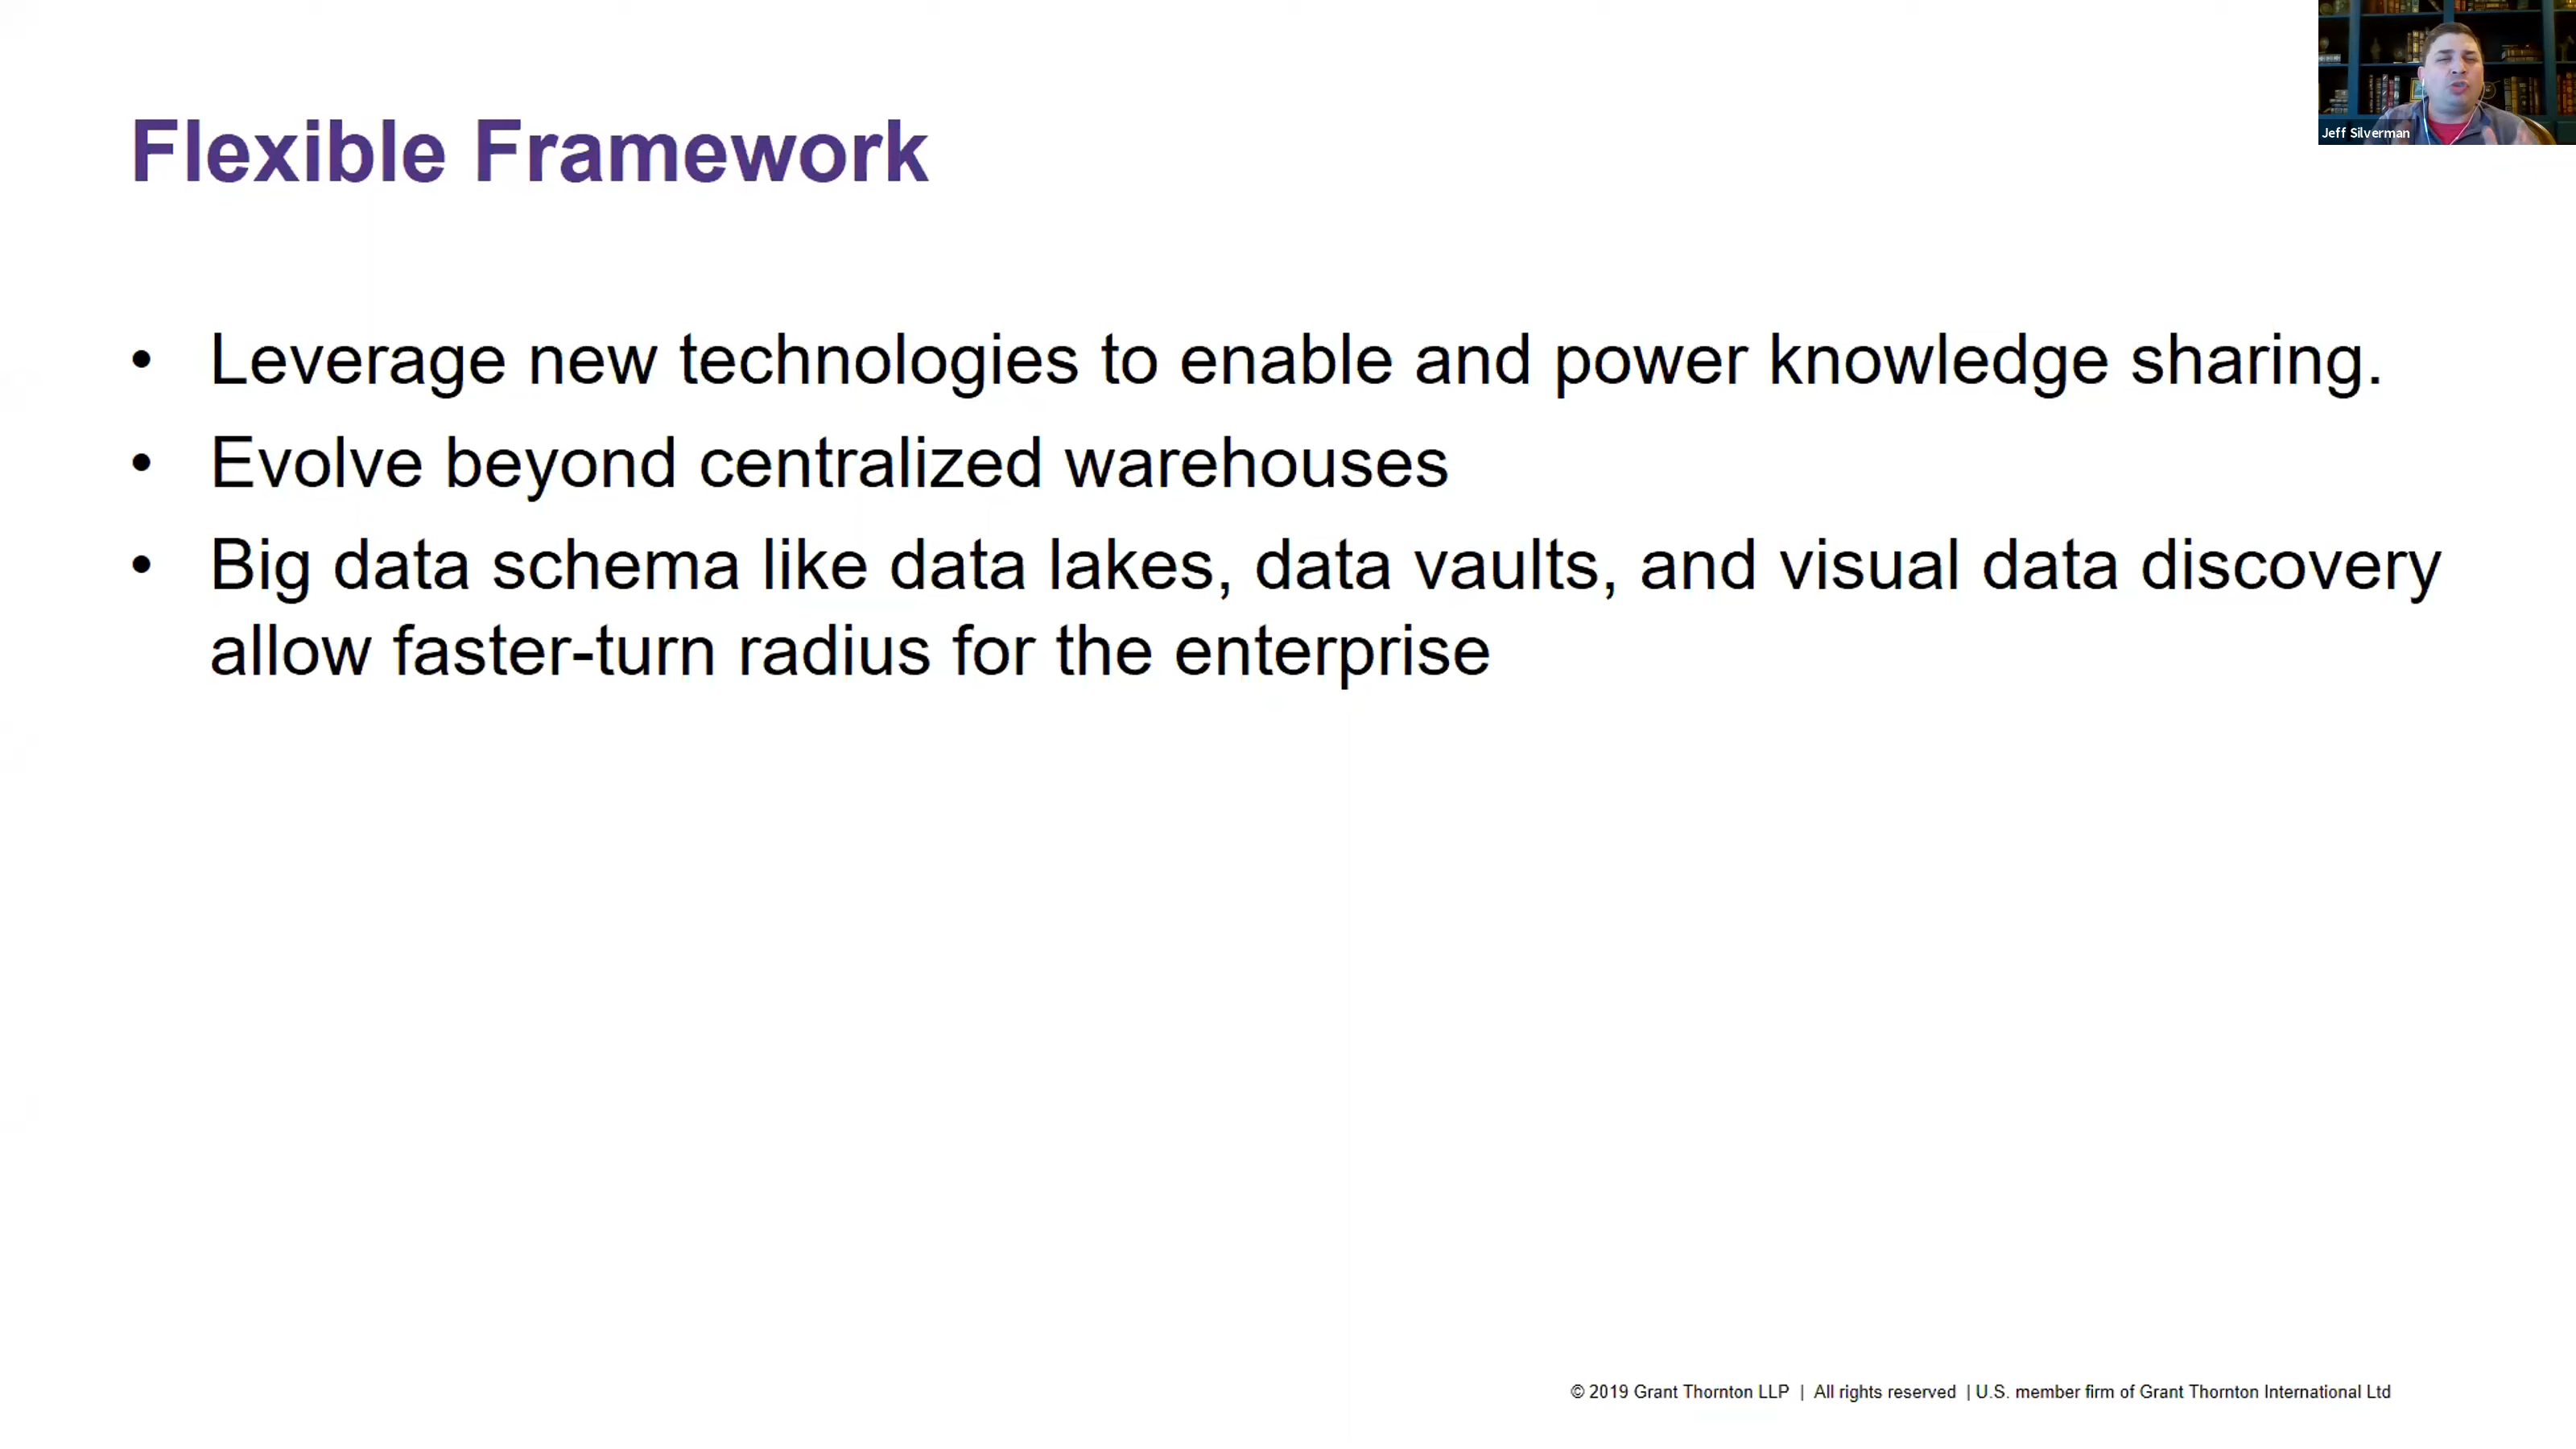 Jeff Silverman
Flexible Framework
• Leverage new technologies to enable and power knowledge sharing.
• Evolve beyond centralized warehouses
• Big data schema like data lakes, data vaults, and visual data discovery
allow faster-turn radius for the enterprise
© 2019 Grant Thornton LLP | All rights reserved | U.S. member firm of Grant Thornton International Ltd